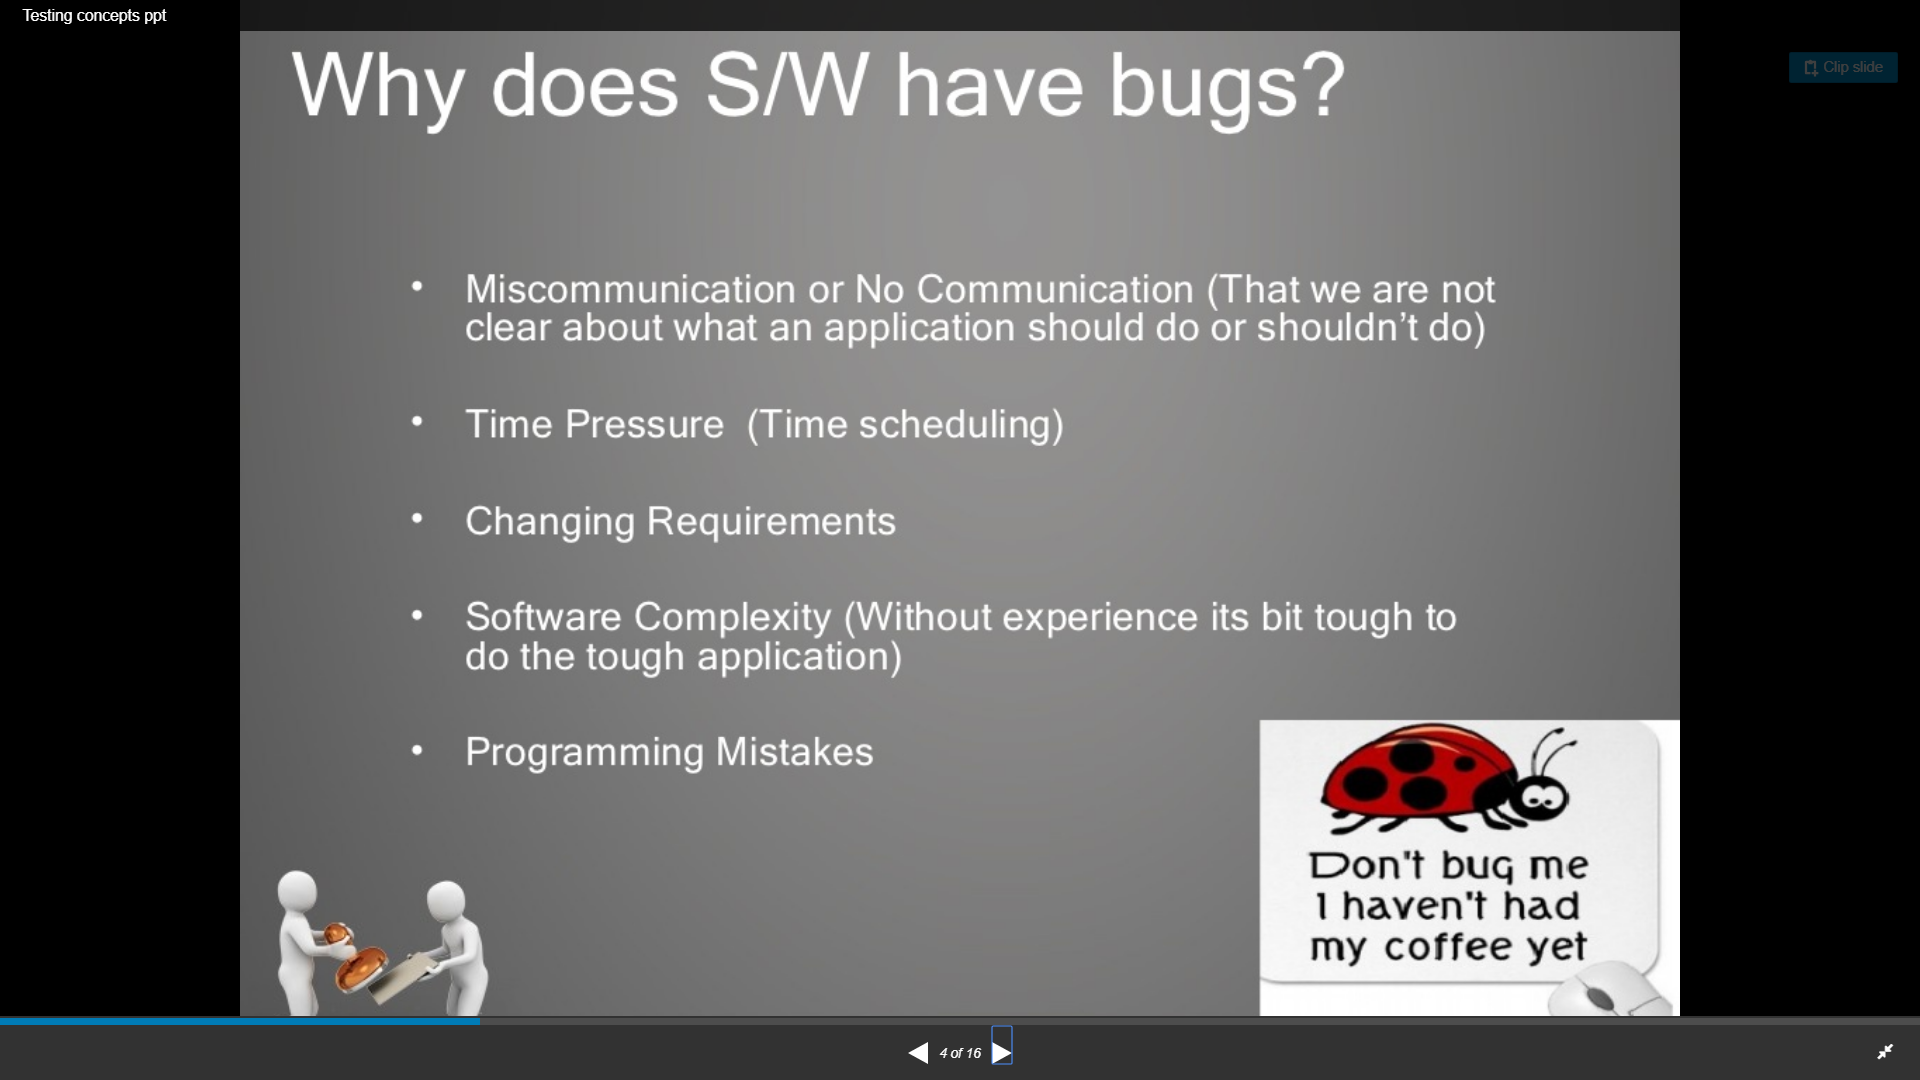 Testing concepts ppt
Why does S/W have bugs?
Clip slide
• Miscommunication or No Communication (That we are not
clear about what an application should do or shouldn’t do)
• Time Pressure  (Time scheduling)
• Changing Requirements
• Software Complexity (Without experience its bit tough to
do the tough application)
• Programming Mistakes
Don't bug me
I haven't had
my coffee yet
4 of 16